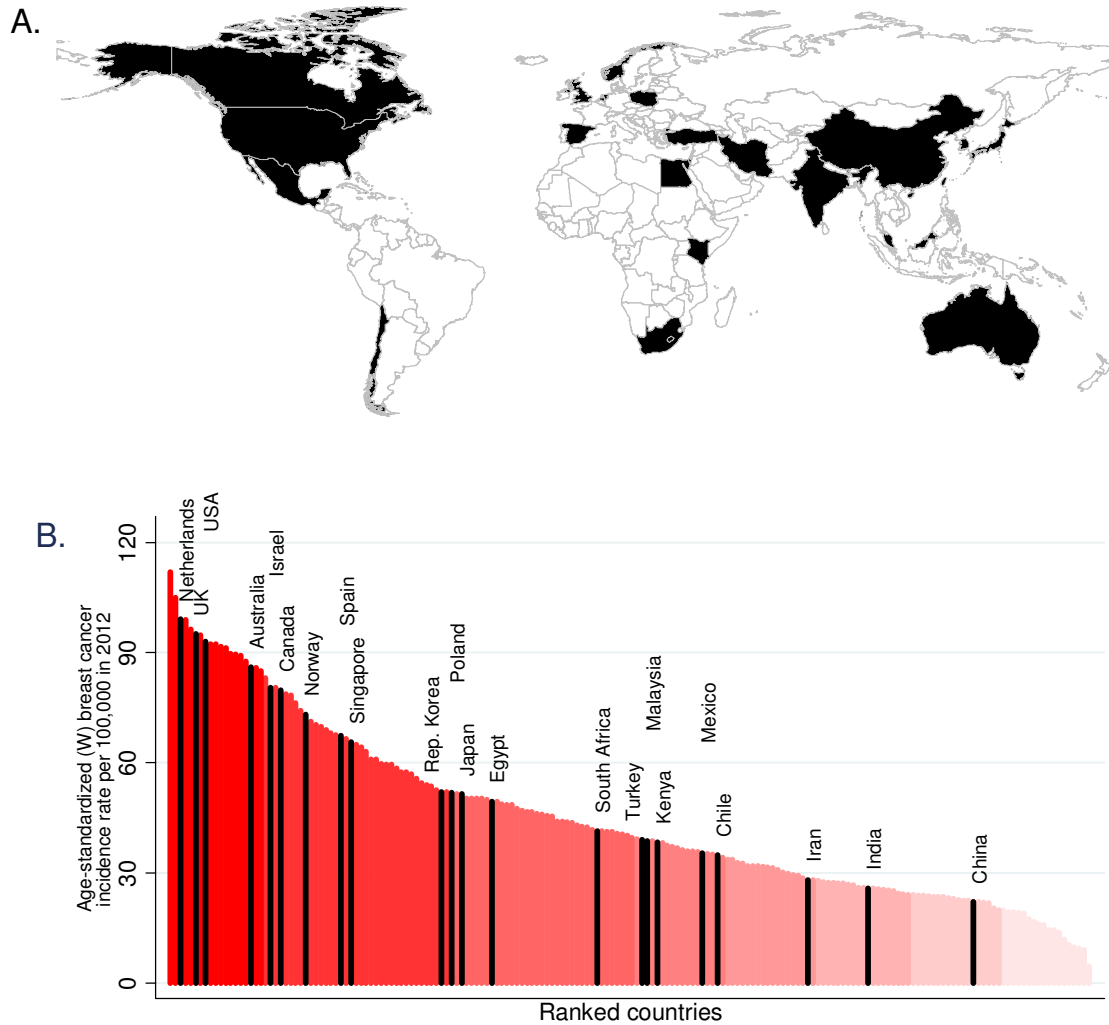 A.
B.
Age-standardized (W) breast cancer
incidence rate per 100,000 in 2012
120
90
60
30
0
Netherlands
UK
USA
Australia
Israel
Canada
Norway
Spain
Singapore
Rep. Korea
Poland
Japan
Egypt
South Africa
Turkey
Malaysia
Kenya
Mexico
Chile
Iran
India
China
Ranked countries